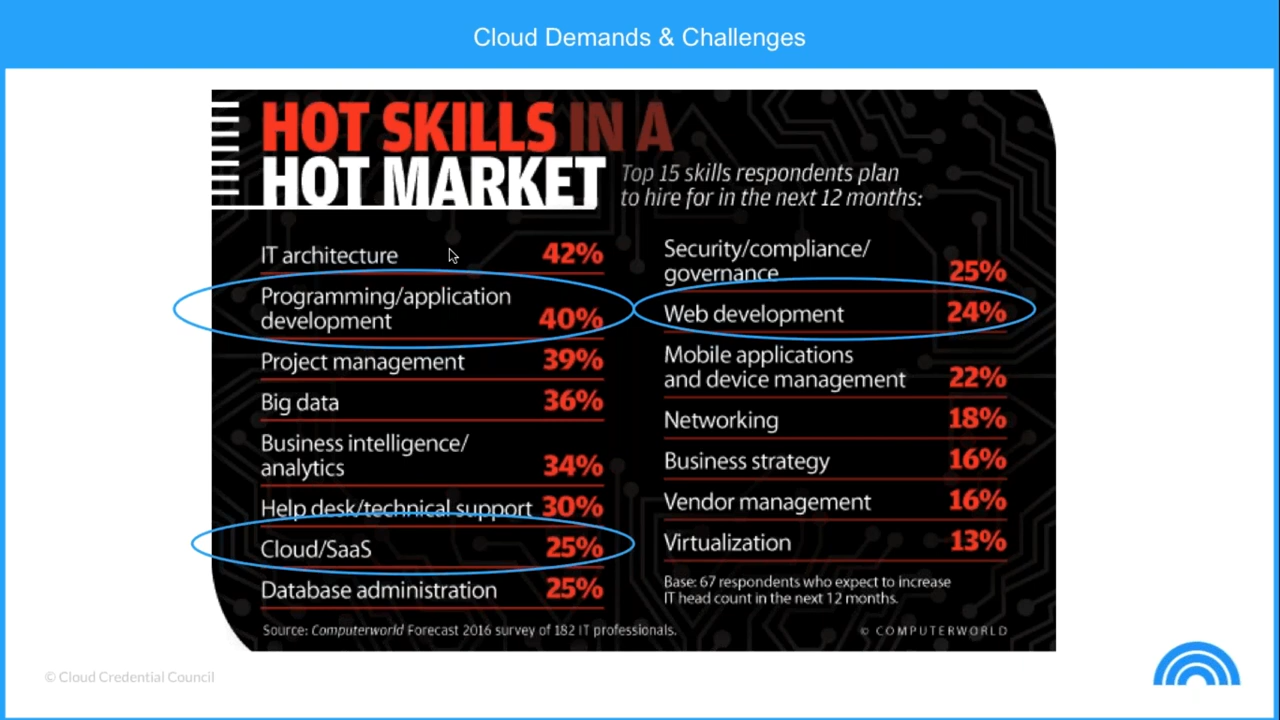 Cloud Demands & Challenges
HOT SKILLS IN A
HOT MARKET
Top 15 skills respondents plan
to hire for in the next 12 months:
IT architecture 42%
Programming/application
development 40%
Project management 39%
Big data 36%
Business intelligence/
analytics 34%
Help desk/technical support 30%
Cloud/SaaS 25%
Database administration 25%
Security/compliance/
governance 25%
Web development 24%
Mobile applications
and device management 22%
Networking 18%
Business strategy 16%
Vendor management 16%
Virtualization 13%
Base: 67 respondents who expect to increase
IT head count in the next 12 months.
Source: Computerworld Forecast 2016 survey of 182 IT professionals.
© COMPUTERWORLD
© Cloud Credential Council